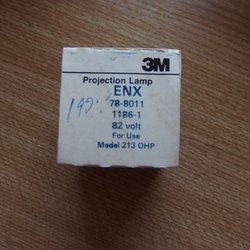 3M
Projection Lamp
ENX
78-8011
1186-1
82 volt
For Use
Model 213 OHP